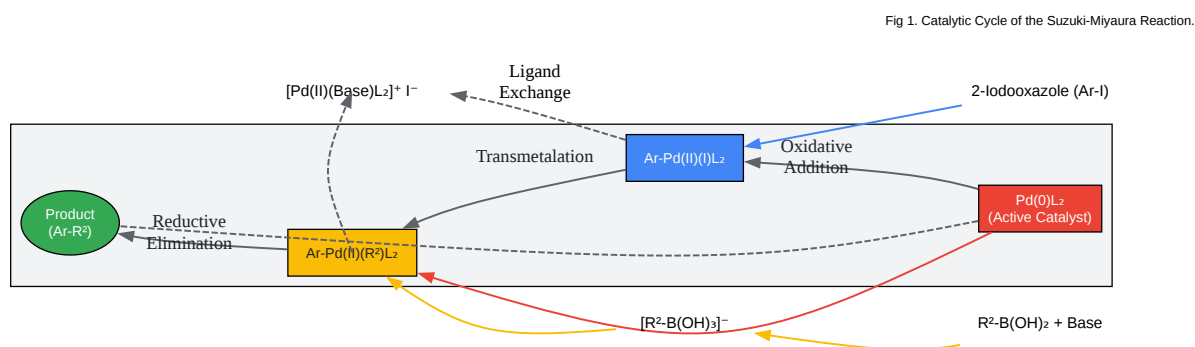 Fig 1. Catalytic Cycle of the Suzuki-Miyaura Reaction.
Ligand
Exchange
[Pd(II)(Base)L₂]⁺ I⁻
2-Iodooxazole (Ar-I)
Transmetalation
Ar-Pd(II)(I)L₂
Oxidative
Addition
Pd(0)L₂
(Active Catalyst)
Product
(Ar-R²)
Reductive
Elimination
Ar-Pd(II)(R²)L₂
[R²-B(OH)₃]⁻
R²-B(OH)₂ + Base